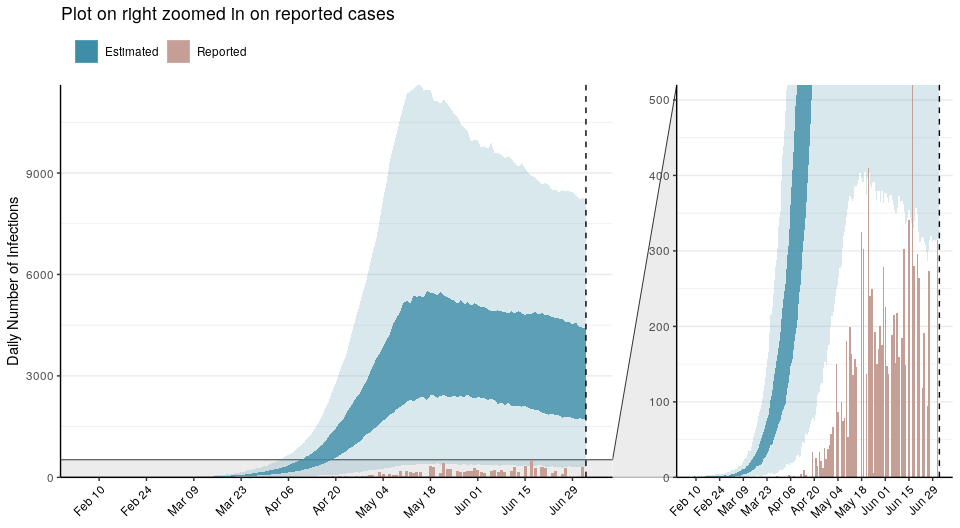 Plot on right zoomed in on reported cases
Estimated Reported
Daily Number of Infections
9000
6000
3000
0
Feb 10 Feb 24 Mar 09 Mar 23 Apr 06 Apr 20 May 04 May 18 Jun 01 Jun 15 Jun 29
500
400
300
200
100
0
Feb 10 Feb 24 Mar 09 Mar 23 Apr 06 Apr 20 May 04 May 18 Jun 01 Jun 15 Jun 29